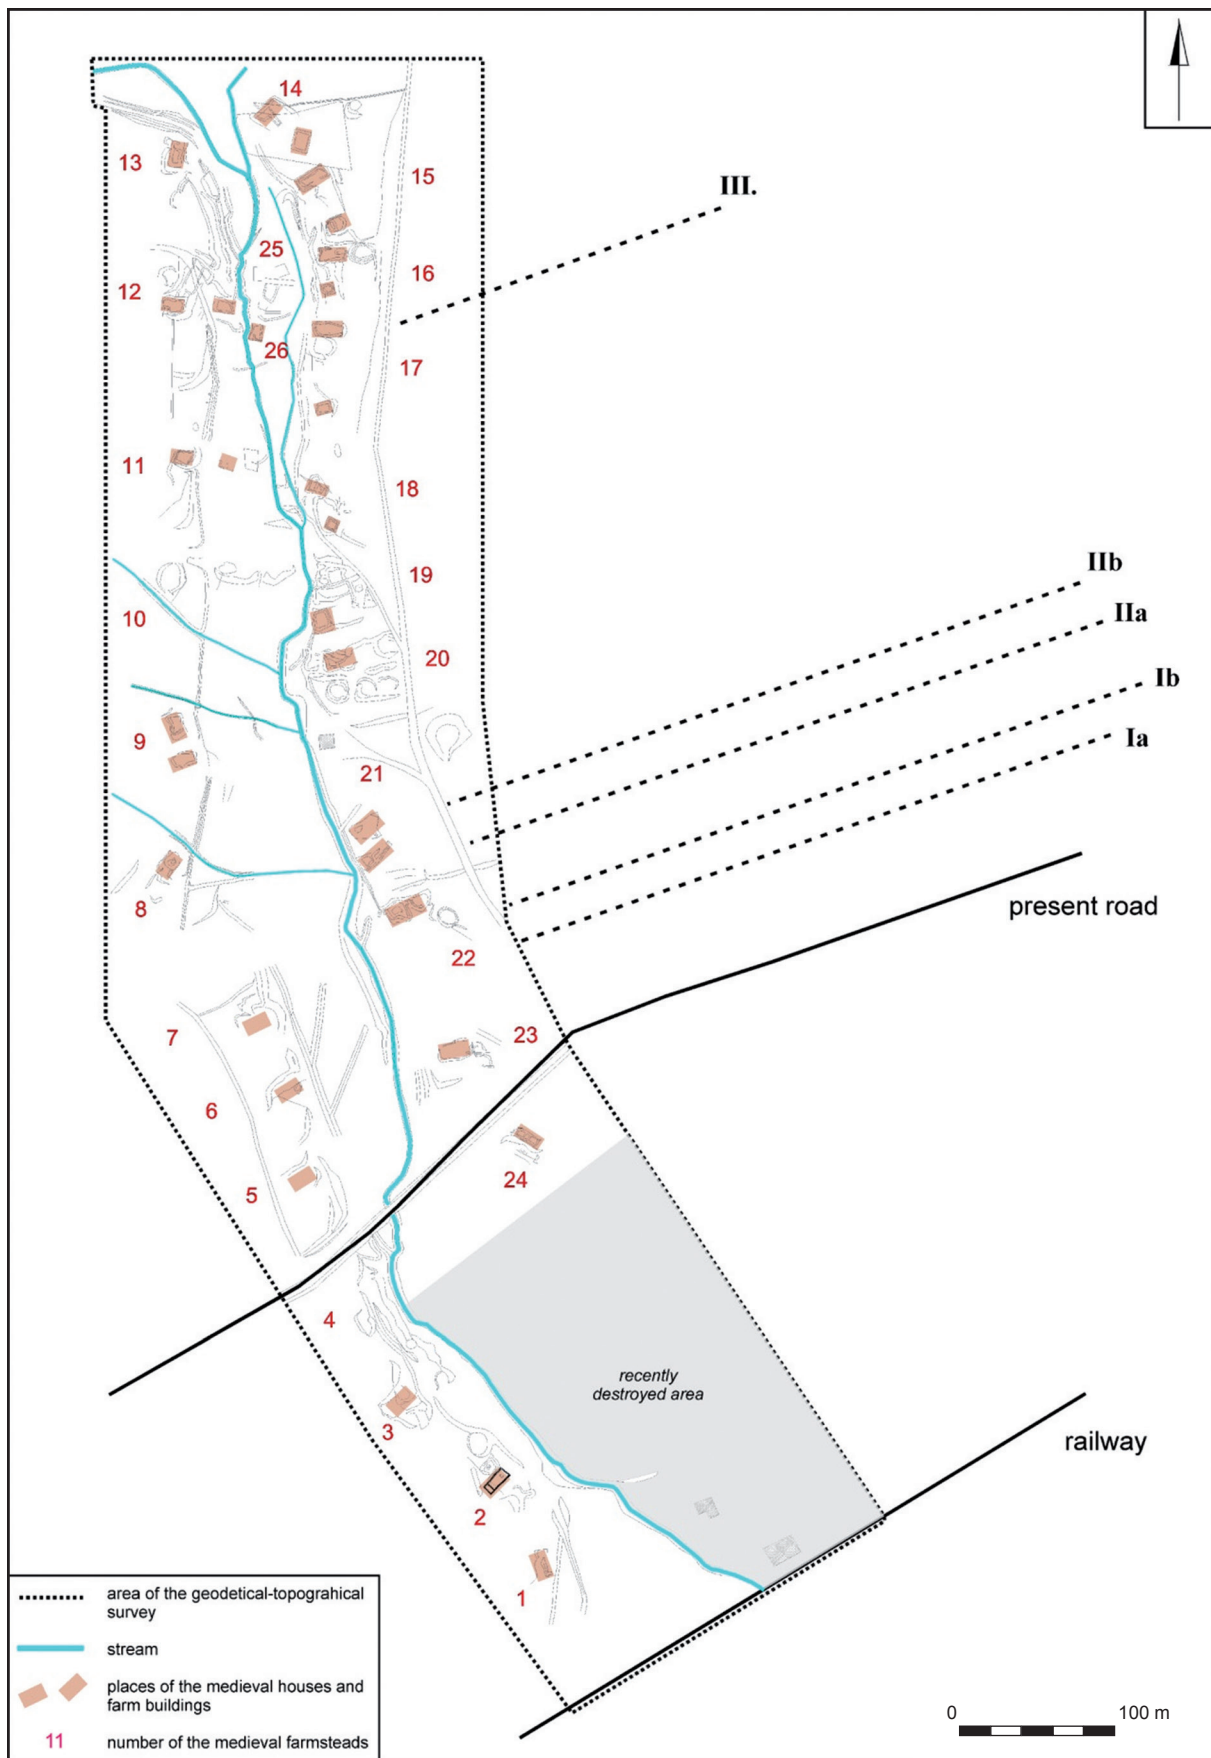 14
13
15
III.
25
16
12
26
17
11
18
IIb
19
10
IIa
20
Ib
9
Ia
21
8
present road
22
7
23
6
24
5
4
recently
destroyed area
3
railway
2
1
area of the geodetical-topograhical
survey
stream
places of the medieval houses and
farm buildings
11 number of the medieval farmsteads
0 100 m